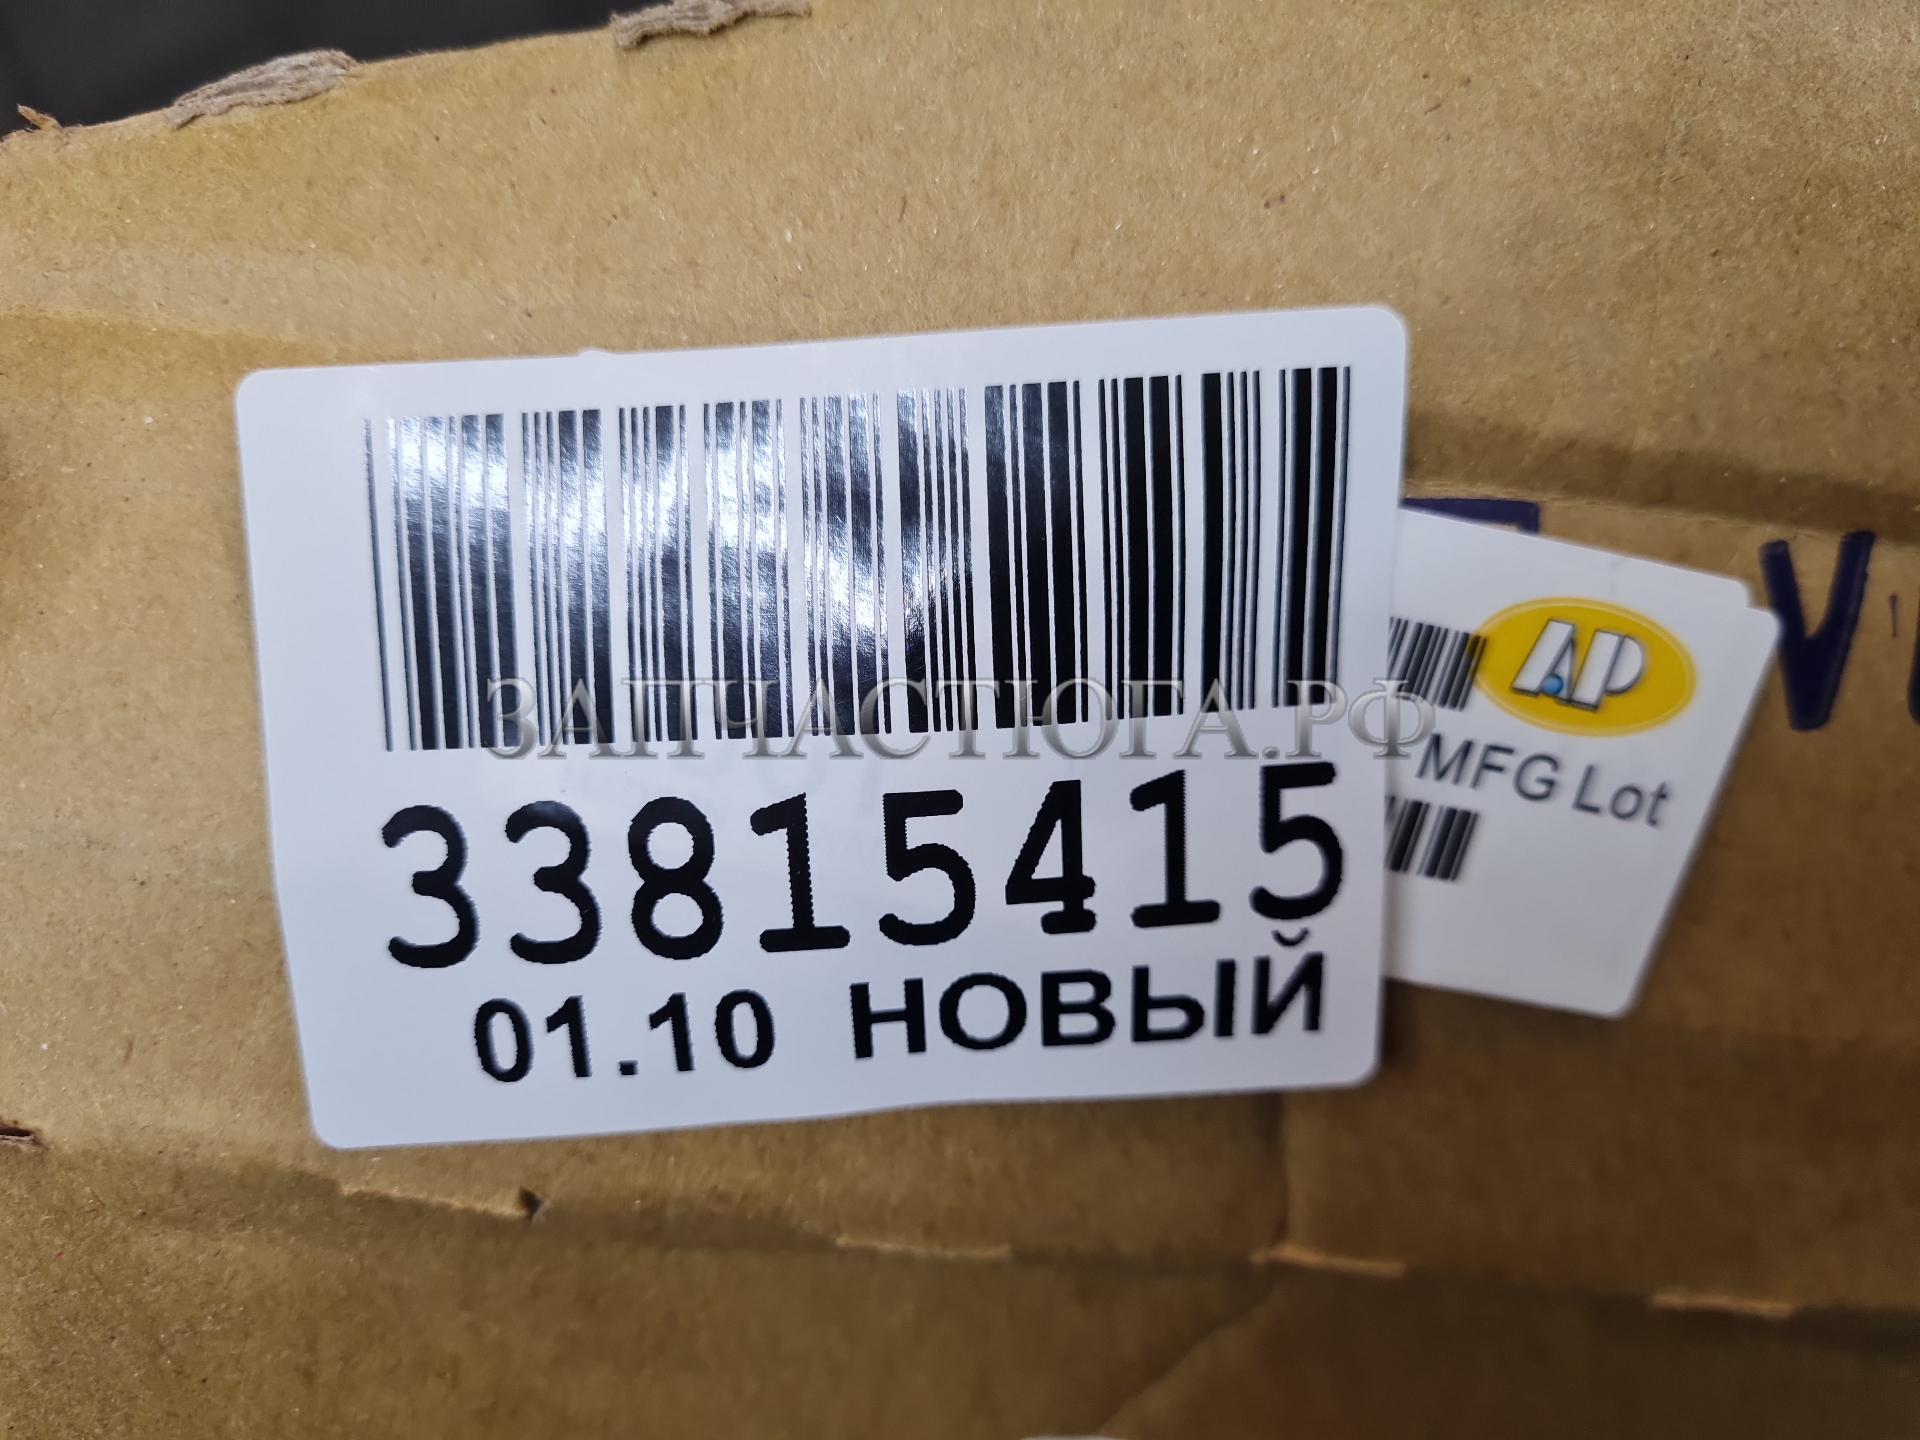 ЗАПЧАСТЮГА.РФ
33815415
01.10 НОВЫЙ
AP
MFG Lot
V